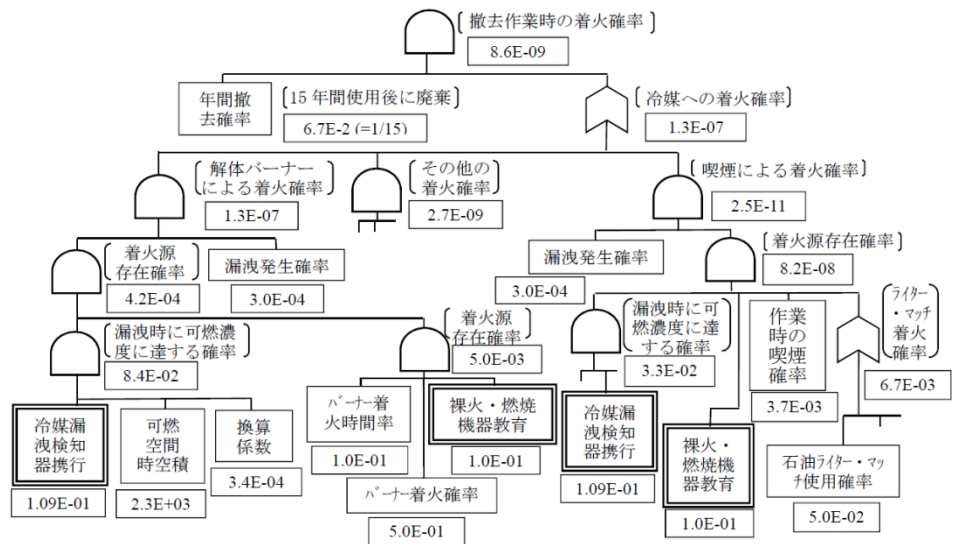 撤去作業時の着火確率
8.6E-09
年間撤
去確率
15年間使用後に廃棄
6.7E-2 (=1/15)
冷媒への着火確率
1.3E-07
解体バーナー
による着火確率
1.3E-07
その他の
着火確率
2.7E-09
喫煙による着火確率
2.5E-11
着火源
存在確率
4.2E-04
漏洩発生確率
3.0E-04
漏洩発生確率
3.0E-04
着火源存在確率
8.2E-08
漏洩時に可燃濃
度に達する確率
8.4E-02
着火源
存在確率
5.0E-03
漏洩時に可
燃濃度に達
する確率
3.3E-02
作業
時の喫
煙確率
3.7E-03
ライター
・マッチ
着火
確率
6.7E-03
冷媒漏
洩検知
器携行
1.09E-01
可燃
空間
時空積
2.3E+03
換算
係数
3.4E-04
バーナー着
火時間率
1.0E-01
裸火・燃焼
機器教育
1.0E-01
バーナー着火確率
5.0E-01
冷媒漏
洩検知
器携行
1.09E-01
裸火・
燃焼機
器教育
1.0E-01
石油ライター・マッ
チ使用確率
5.0E-02